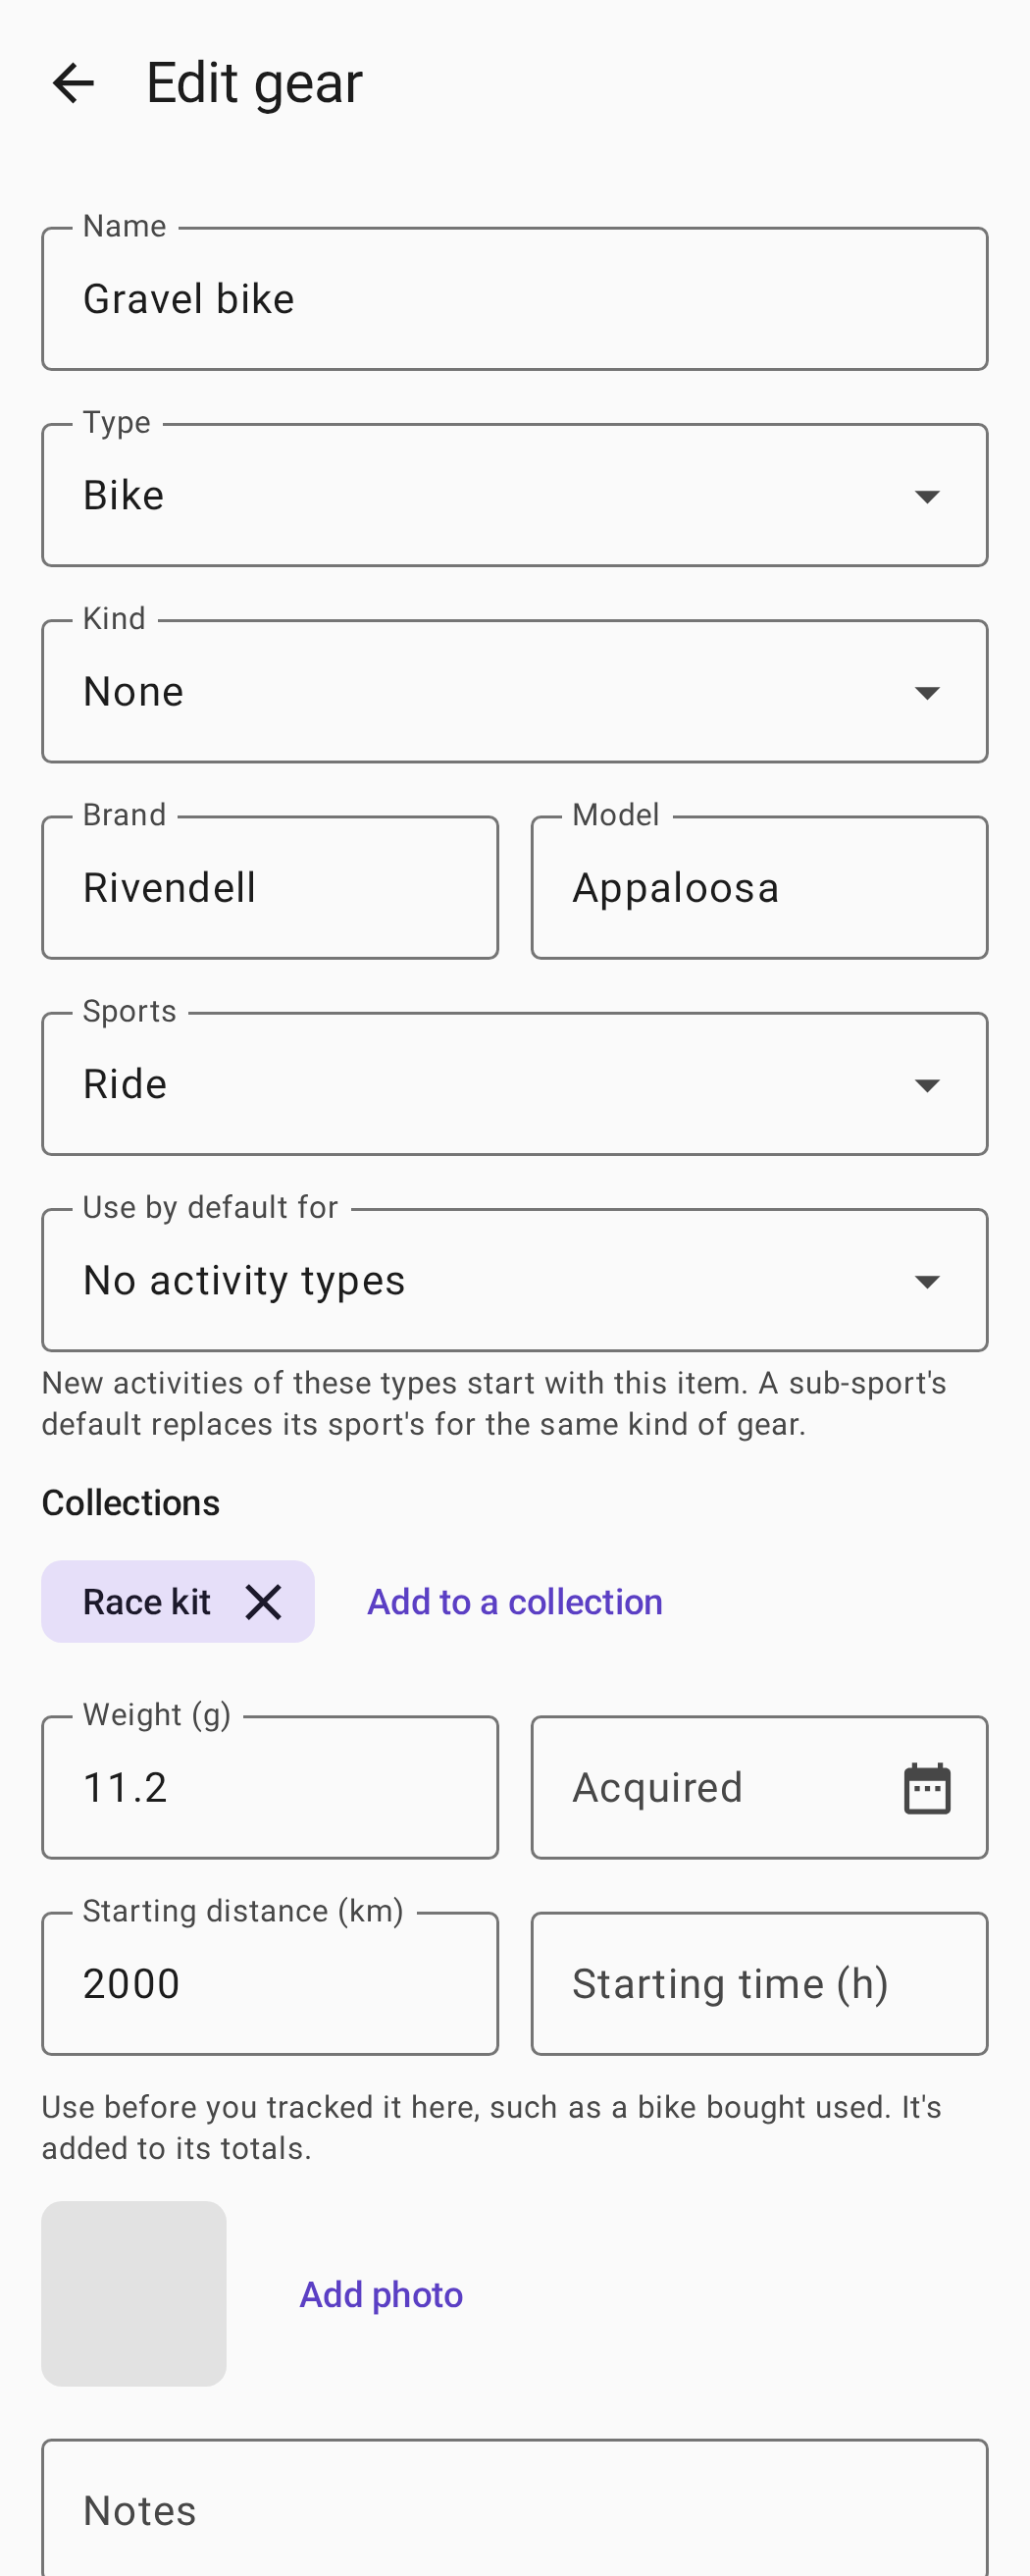 Edit gear
Name
Gravel bike
Type
Bike
Kind
None
Brand
Rivendell
Model
Appaloosa
Sports
Ride
Use by default for
No activity types
New activities of these types start with this item. A sub-sport's
default replaces its sport's for the same kind of gear.
Collections
Race kit
Add to a collection
Weight (g)
11.2
Acquired
Starting distance (km)
2000
Starting time (h)
Use before you tracked it here, such as a bike bought used. It's
added to its totals.
Add photo
Notes